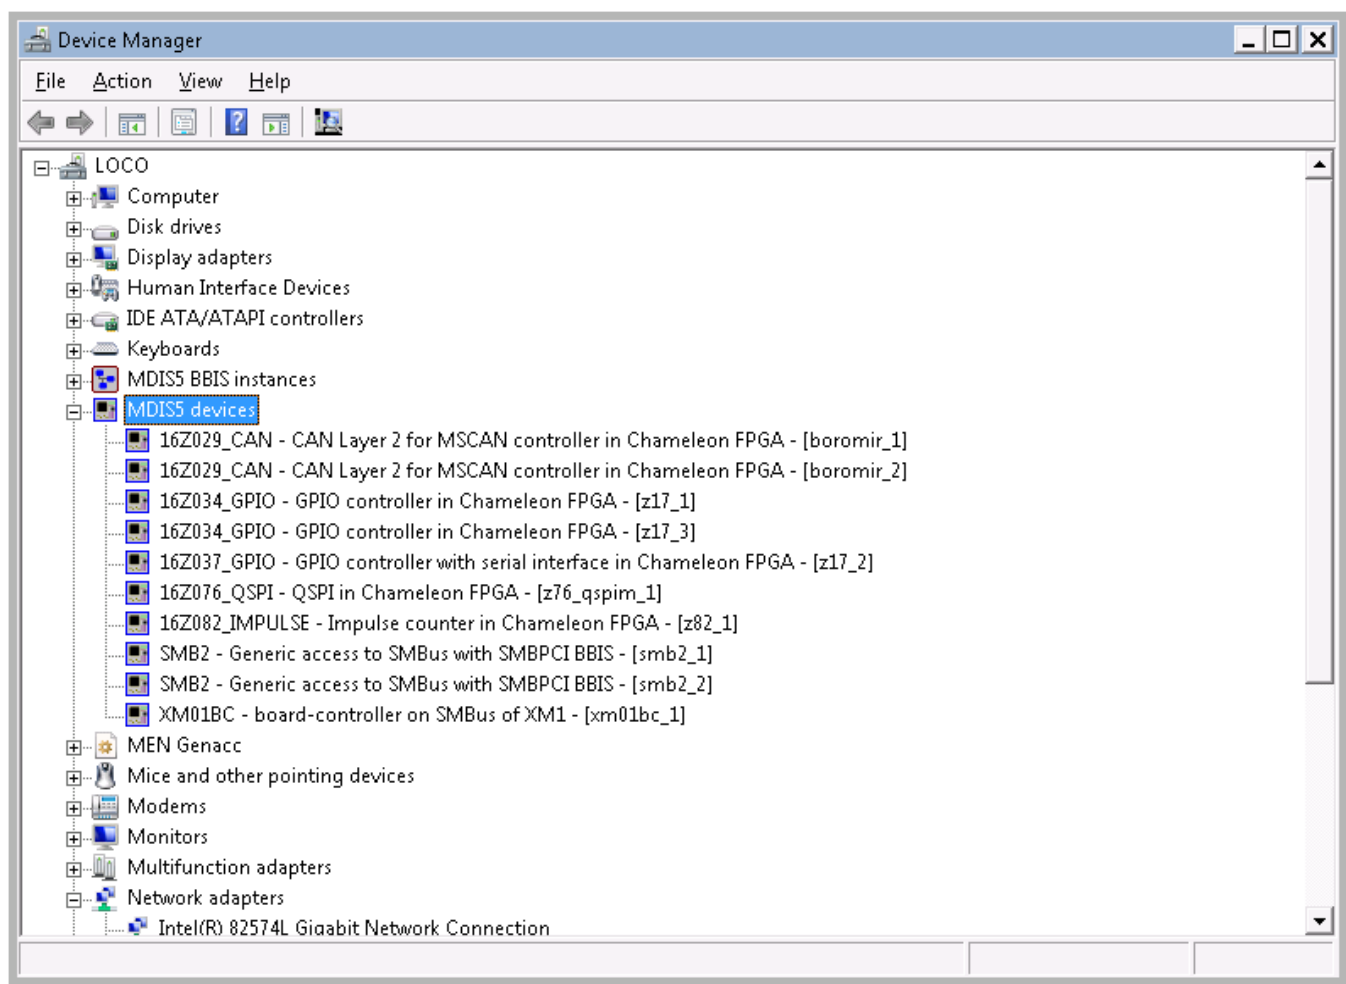 Device Manager
File Action View Help
LOCO
Computer
Disk drives
Display adapters
Human Interface Devices
IDE ATA/ATAPI controllers
Keyboards
MDIS5 BBIS instances
MDIS5 devices
16Z029_CAN - CAN Layer 2 for MSCAN controller in Chameleon FPGA - [boromir_1]
16Z029_CAN - CAN Layer 2 for MSCAN controller in Chameleon FPGA - [boromir_2]
16Z034_GPIO - GPIO controller in Chameleon FPGA - [z17_1]
16Z034_GPIO - GPIO controller in Chameleon FPGA - [z17_3]
16Z037_GPIO - GPIO controller with serial interface in Chameleon FPGA - [z17_2]
16Z076_QSPI - QSPI in Chameleon FPGA - [z76_qspim_1]
16Z082_IMPULSE - Impulse counter in Chameleon FPGA - [z82_1]
SMB2 - Generic access to SMBus with SMBPCI BBIS - [smb2_1]
SMB2 - Generic access to SMBus with SMBPCI BBIS - [smb2_2]
XM01BC - board-controller on SMBus of XM1 - [xm01bc_1]
MEN Genacc
Mice and other pointing devices
Modems
Monitors
Multifunction adapters
Network adapters
Intel(R) 82574L Gigabit Network Connection